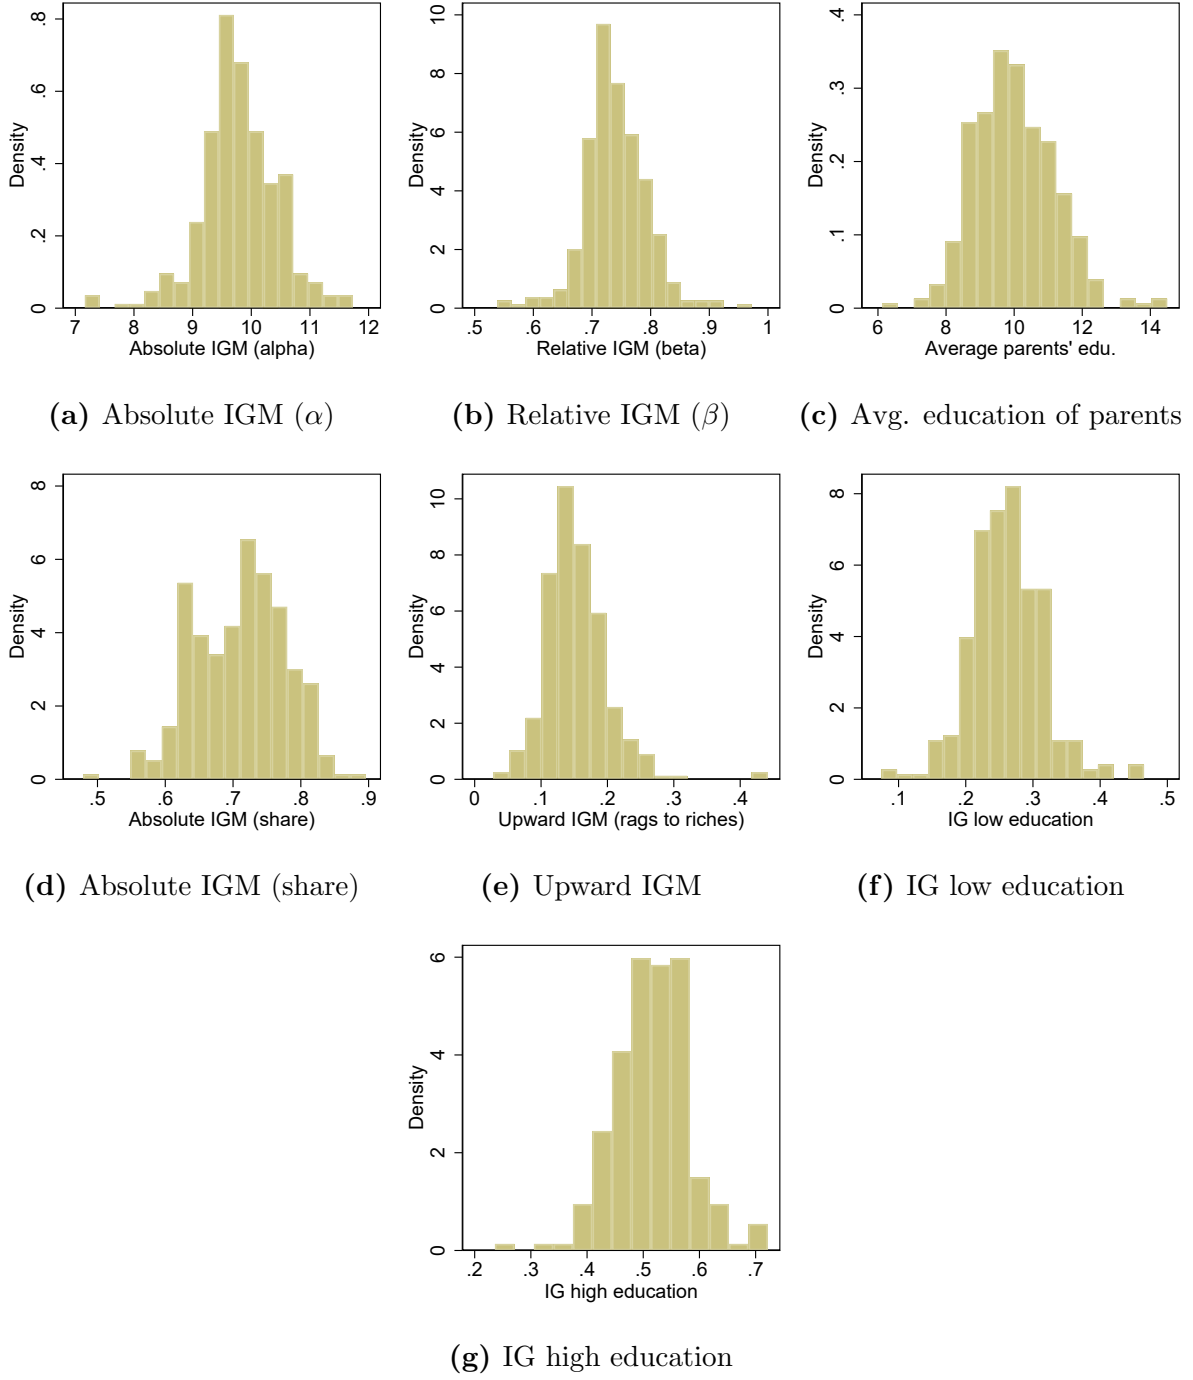 Density
0 .2 .4 .6 .8
7 8 9 10 11 12
Absolute IGM (alpha)
(a) Absolute IGM (α)
Density
0 2 4 6 8 10
.5 .6 .7 .8 .9 1
Relative IGM (beta)
(b) Relative IGM (β)
Density
0 .1 .2 .3 .4
6 8 10 12 14
Average parents' edu.
(c) Avg. education of parents
Density
0 2 4 6 8
.5 .6 .7 .8 .9
Absolute IGM (share)
(d) Absolute IGM (share)
Density
0 2 4 6 8 10
0 .1 .2 .3 .4
Upward IGM (rags to riches)
(e) Upward IGM
Density
0 2 4 6 8
.1 .2 .3 .4 .5
IG low education
(f) IG low education
Density
0 2 4 6
.2 .3 .4 .5 .6 .7
IG high education
(g) IG high education